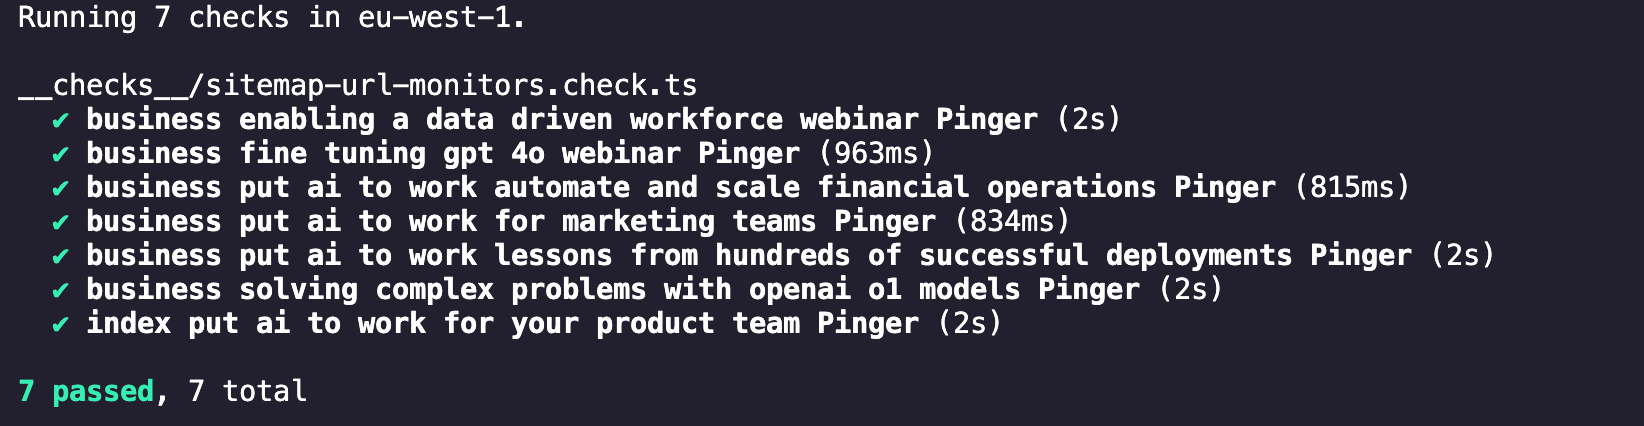 Running 7 checks in eu-west-1.
__checks__/sitemap-url-monitors.check.ts
✔ business enabling a data driven workforce webinar Pinger (2s)
✔ business fine tuning gpt 4o webinar Pinger (963ms)
✔ business put ai to work automate and scale financial operations Pinger (815ms)
✔ business put ai to work for marketing teams Pinger (834ms)
✔ business put ai to work lessons from hundreds of successful deployments Pinger (2s)
✔ business solving complex problems with openai o1 models Pinger (2s)
✔ index put ai to work for your product team Pinger (2s)
7 passed, 7 total